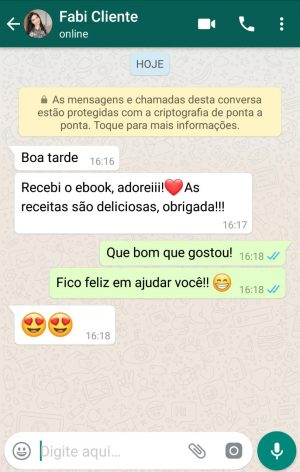 Fabi Cliente
online
HOJE
🔒 As mensagens e chamadas desta conversa
estão protegidas com a criptografia de ponta a
ponta. Toque para mais informações.
Boa tarde 16:16
Recebi o ebook, adoreiii!❤️As
receitas são deliciosas, obrigada!!!
16:17
Que bom que gostou! 16:18
Fico feliz em ajudar você!! 😁 16:18
😍😍
16:18
Digite aqui...